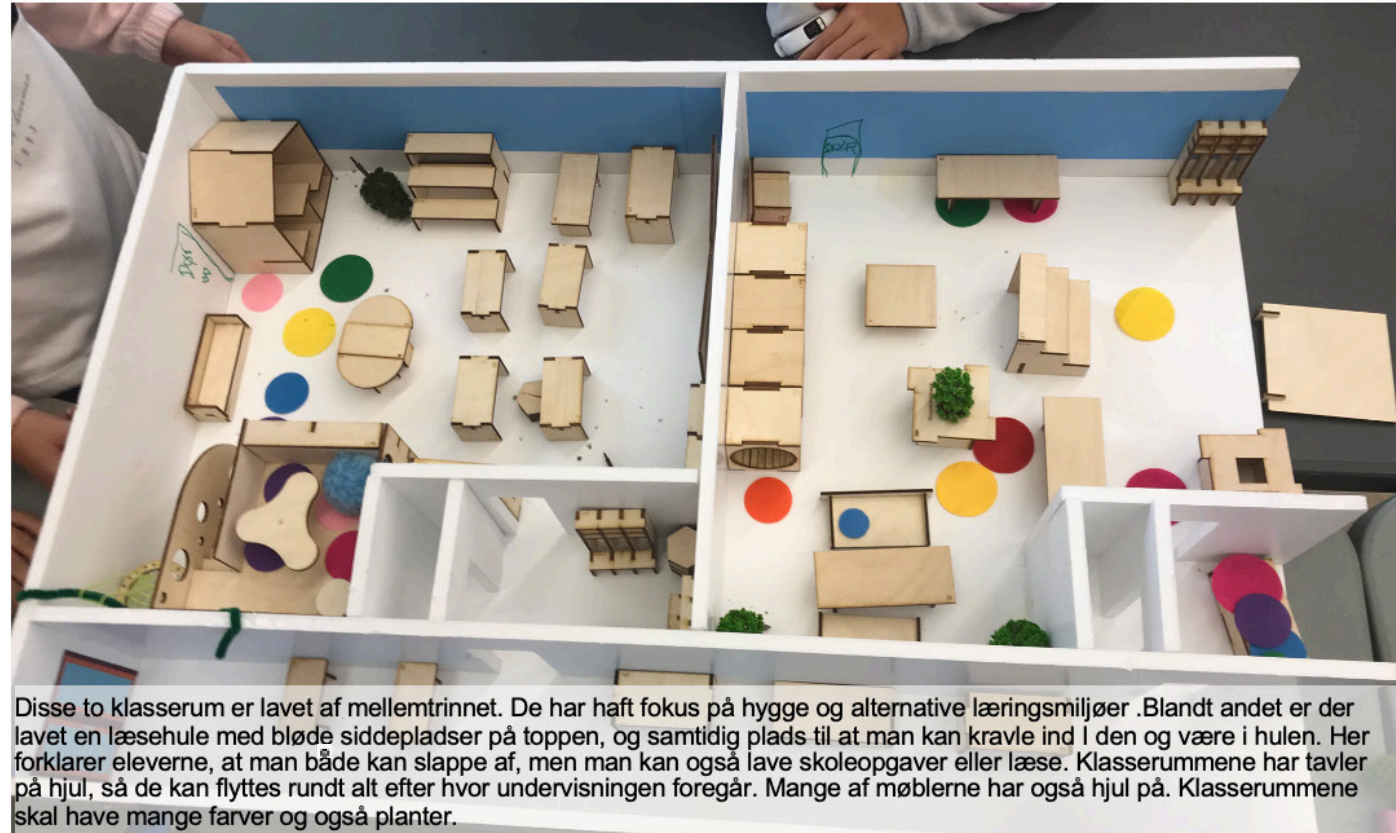 Disse to klasserum er lavet af mellemtrinnet. De har haft fokus på hygge og alternative læringsmiljøer .Blandt andet er der
lavet en læsehule med bløde siddepladser på toppen, og samtidig plads til at man kan kravle ind I den og være i hulen. Her
forklarer eleverne, at man både kan slappe af, men man kan også lave skoleopgaver eller læse. Klasserummene har tavler
på hjul, så de kan flyttes rundt alt efter hvor undervisningen foregår. Mange af møblerne har også hjul på. Klasserummene
skal have mange farver og også planter.